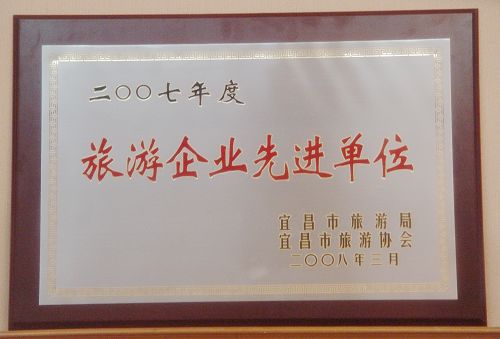 二〇〇七年度
旅游企业先进单位
宜昌市旅游局
宜昌市旅游协会
二〇〇八年三月